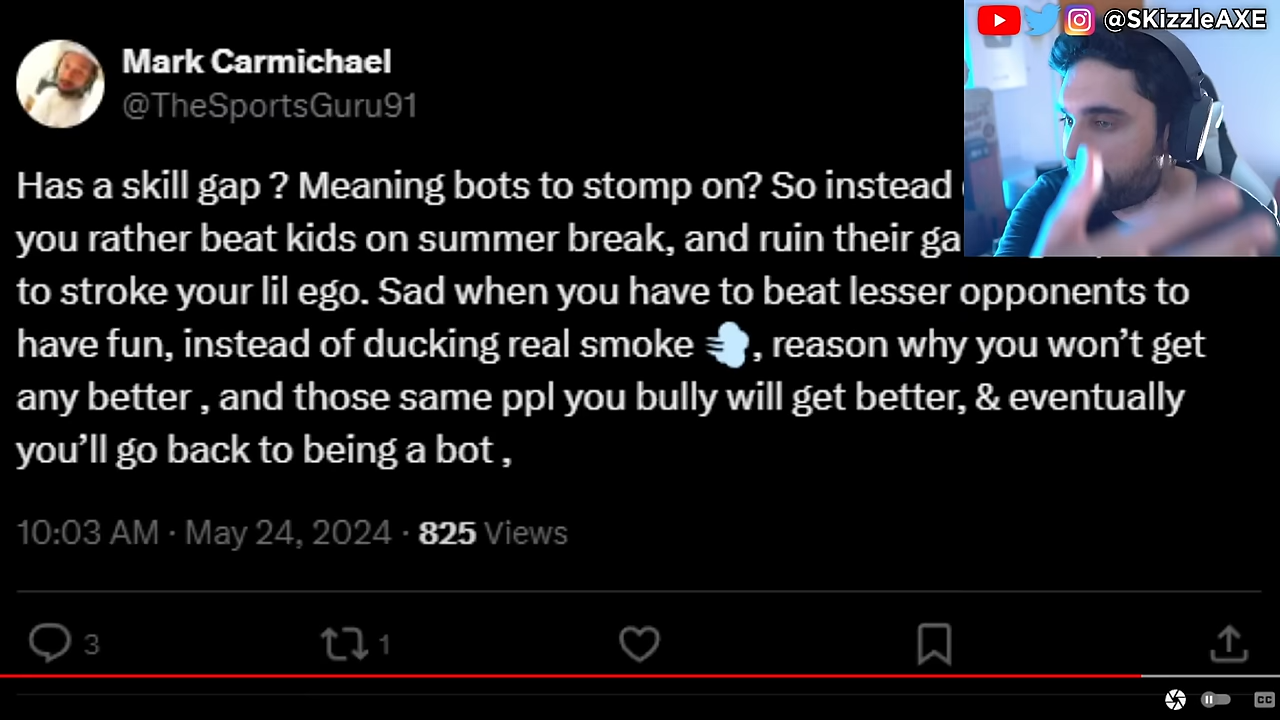 @SKizzleAXE
Mark Carmichael
@TheSportsGuru91
Has a skill gap ? Meaning bots to stomp on? So instead
you rather beat kids on summer break, and ruin their
to stroke your lil ego. Sad when you have to beat lesser opponents to
have fun, instead of ducking real smoke 💨, reason why you won’t get
any better , and those same ppl you bully will get better, & eventually
you’ll go back to being a bot ,
10:03 AM · May 24, 2024 · 825 Views
3
1
CC